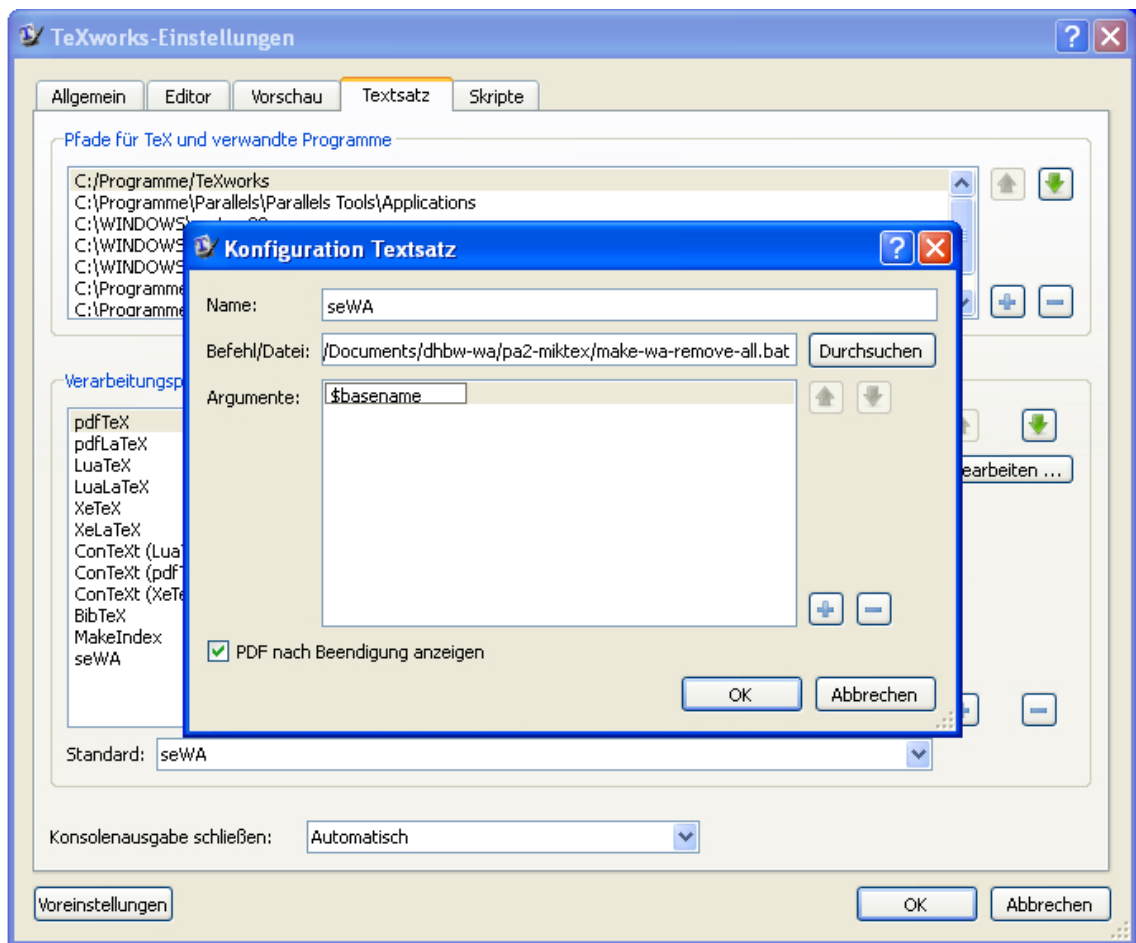 TeXworks-Einstellungen
Allgemein Editor Vorschau Textsatz Skripte
Pfade für TeX und verwandte Programme
C:/Programme/TeXworks
C:\Programme\Parallels\Parallels Tools\Applications
C:\WINDOWS
C:\WINDOWS
C:\WINDOWS
C:\Programme
C:\Programme
Konfiguration Textsatz
Name: seWA
Befehl/Datei: /Documents/dhbw-wa/pa2-miktex/make-wa-remove-all.bat Durchsuchen
Argumente: $basename
PDF nach Beendigung anzeigen
OK Abbrechen
Verarbeitungsp
pdfTeX
pdfLaTeX
LuaTeX
LuaLaTeX
XeTeX
XeLaTeX
ConTeXt (Lua
ConTeXt (pdf
ConTeXt (XeTe
BibTeX
MakeIndex
seWA
earbeiten ...
Standard: seWA
Konsolenausgabe schließen: Automatisch
Voreinstellungen OK Abbrechen